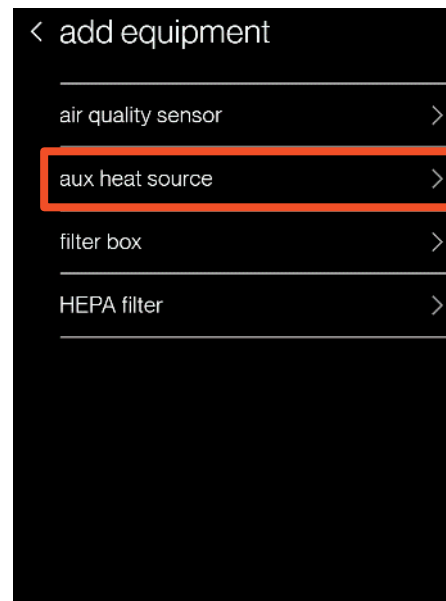 add equipment
air quality sensor
aux heat source
filter box
HEPA filter